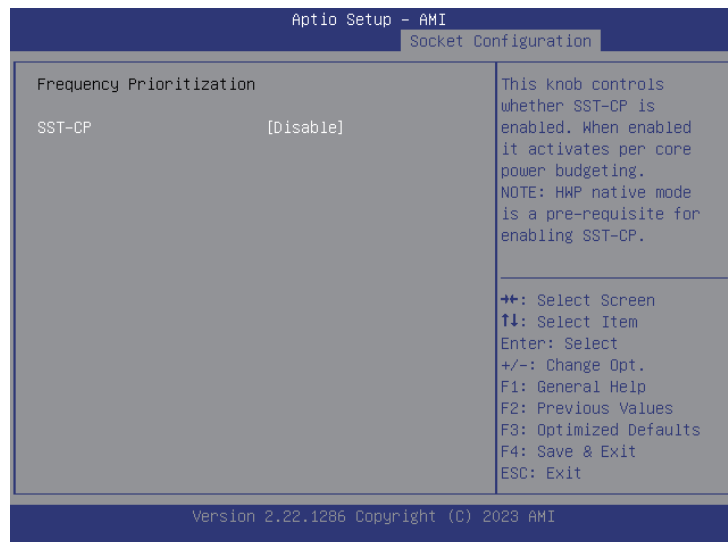 Aptio Setup – AMI
Socket Configuration
Frequency Prioritization
SST-CP [Disable]
This knob controls
whether SST-CP is
enabled. When enabled
it activates per core
power budgeting.
NOTE: HWP native mode
is a pre-requisite for
enabling SST-CP.
→←: Select Screen
↑↓: Select Item
Enter: Select
+/-: Change Opt.
F1: General Help
F2: Previous Values
F3: Optimized Defaults
F4: Save & Exit
ESC: Exit
Version 2.22.1286 Copyright (C) 2023 AMI